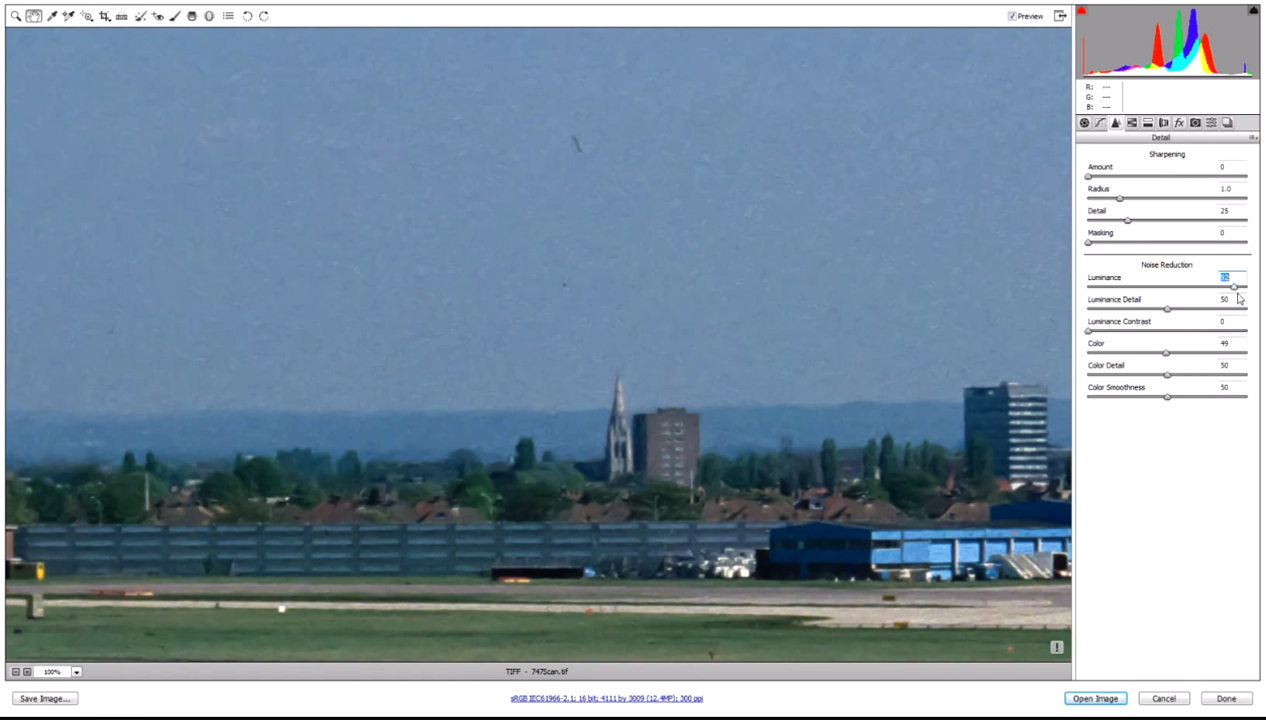 Preview
R: ---
G: ---
B: ---
fx
Detail
Sharpening
Amount 0
Radius 1.0
Detail 25
Masking 0
Noise Reduction
Luminance 92
Luminance Detail 50
Luminance Contrast 0
Color 49
Color Detail 50
Color Smoothness 50
100%
TIFF - 747Scan.tif
Save Image...
sRGB IEC61966-2.1; 16 bit; 4111 by 3009 (12.4MP); 300 ppi
Open Image
Cancel
Done